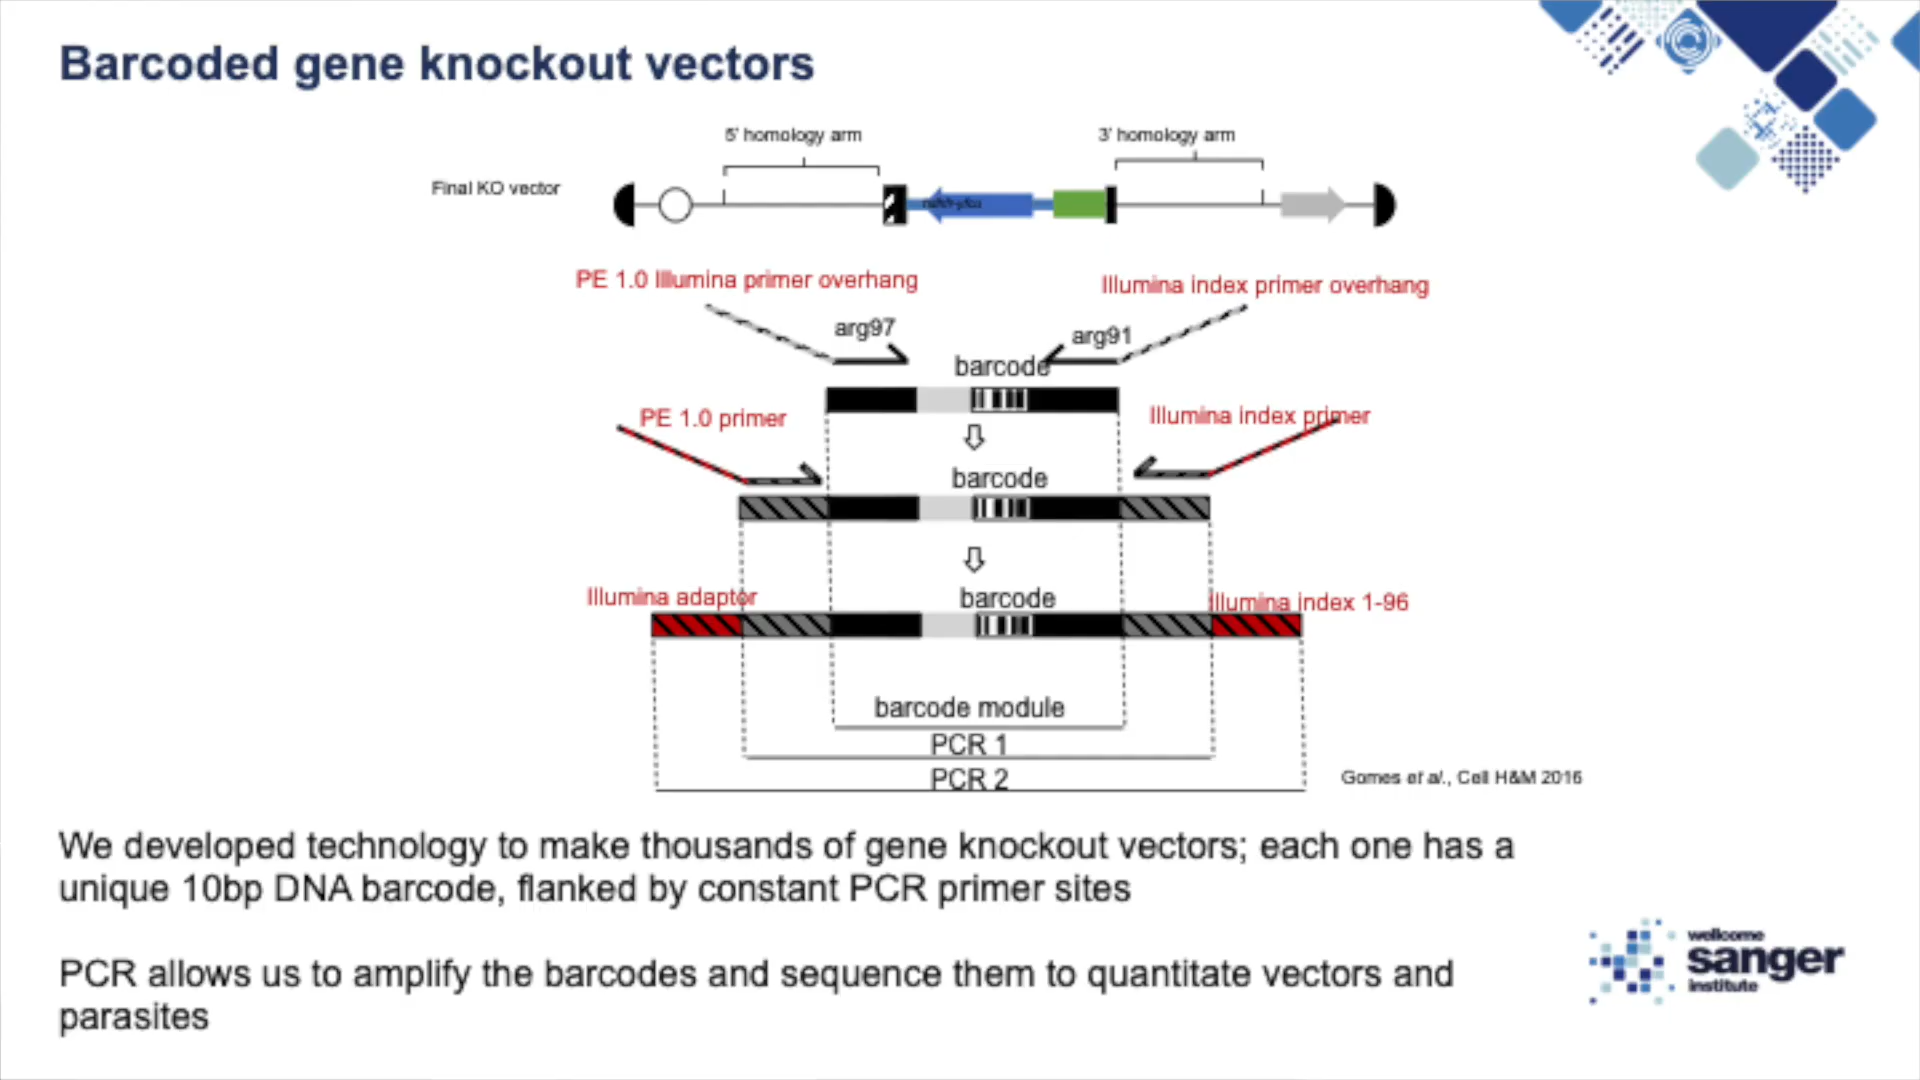 Barcoded gene knockout vectors
5' homology arm
3' homology arm
Final KO vector
PE 1.0 Illumina primer overhang
Illumina index primer overhang
arg97
arg91
barcode
PE 1.0 primer
Illumina index primer
barcode
Illumina adaptor
barcode
Illumina index 1-96
barcode module
PCR 1
PCR 2
Gomes et al., Cell H&M 2016
We developed technology to make thousands of gene knockout vectors; each one has a
unique 10bp DNA barcode, flanked by constant PCR primer sites
PCR allows us to amplify the barcodes and sequence them to quantitate vectors and
parasites
wellcome
sanger
institute